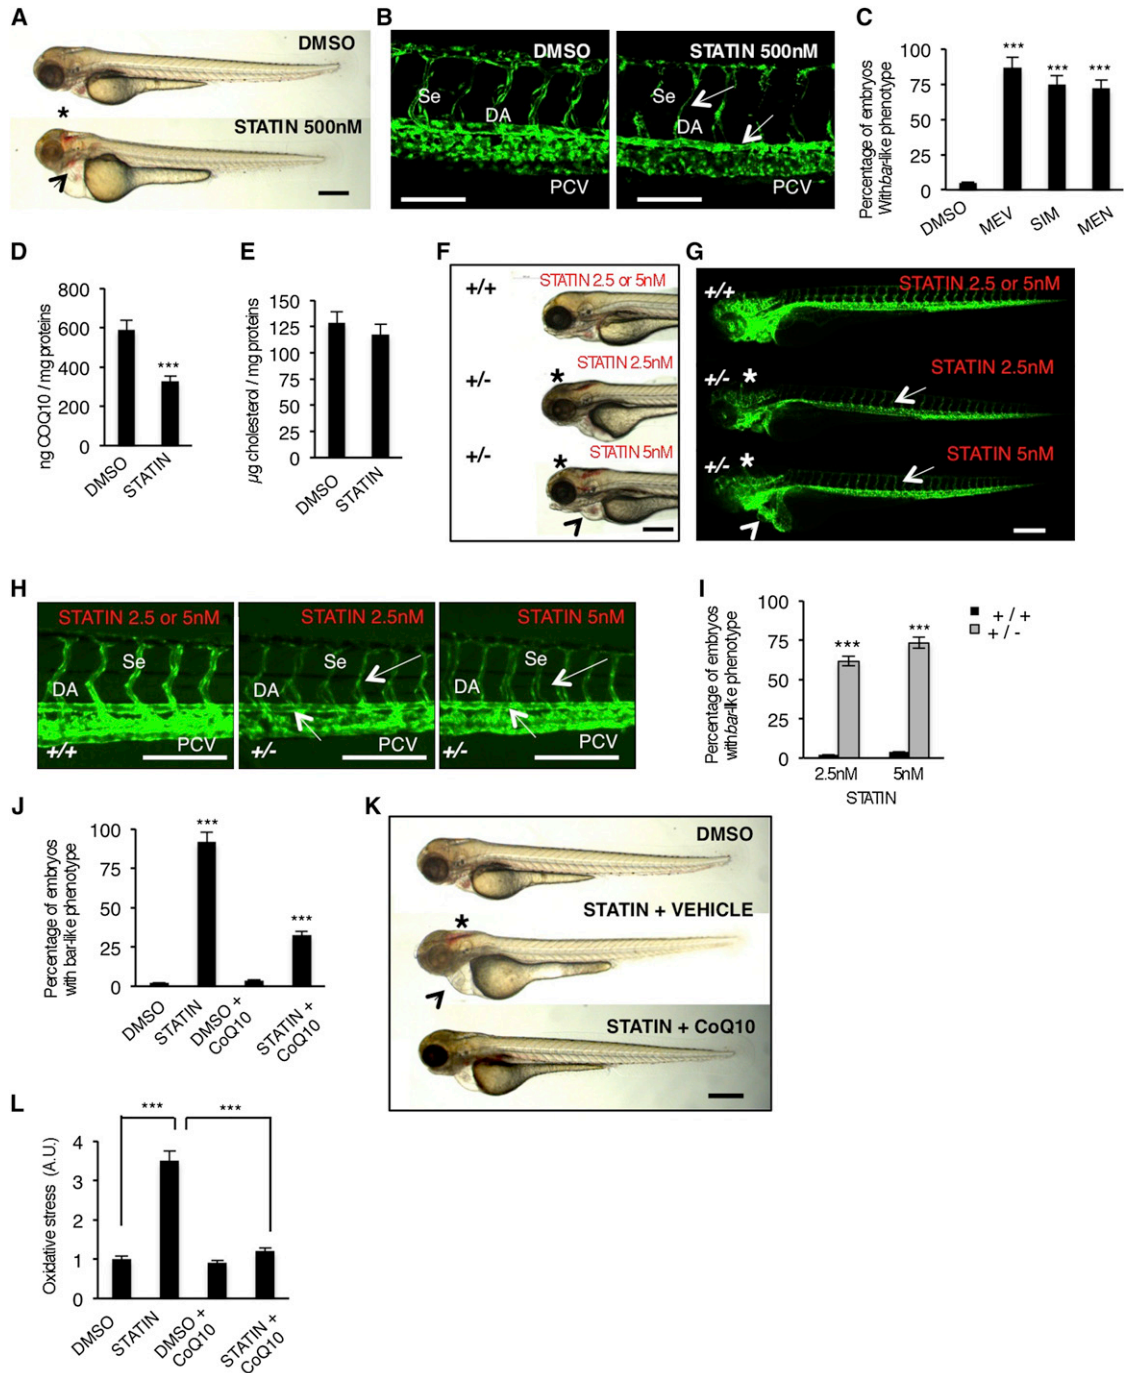 A
DMSO
*
STATIN 500nM
B
DMSO
Se
DA
PCV
STATIN 500nM
Se
DA
PCV
C
Percentage of embryos
With bar-like phenotype
100
75
50
25
0
***
***
***
DMSO
MEV
SIM
MEN
D
ng COQ10 / mg proteins
800
600
400
200
0
***
DMSO
STATIN
E
µg cholesterol / mg proteins
150
125
100
75
50
25
0
DMSO
STATIN
F
+/+
STATIN 2.5 or 5nM
+/-
STATIN 2.5nM
*
+/-
STATIN 5nM
*
G
+/+
STATIN 2.5 or 5nM
+/-
*
STATIN 2.5nM
+/-
*
STATIN 5nM
H
STATIN 2.5 or 5nM
Se
DA
PCV
+/+
STATIN 2.5nM
Se
DA
PCV
+/-
STATIN 5nM
Se
DA
PCV
+/-
I
Percentage of embryos
with bar-like phenotype
100
75
50
25
0
***
***
2.5nM
5nM
STATIN
+ / +
+ / -
J
Percentage of embryos
with bar-like phenotype
100
75
50
25
0
***
***
DMSO
STATIN
DMSO +
CoQ10
STATIN +
COQ10
K
DMSO
STATIN + VEHICLE
*
STATIN + CoQ10
L
Oxidative stress (A.U.)
4
3
2
1
0
***
***
DMSO
STATIN
DMSO +
CoQ10
STATIN +
COQ10